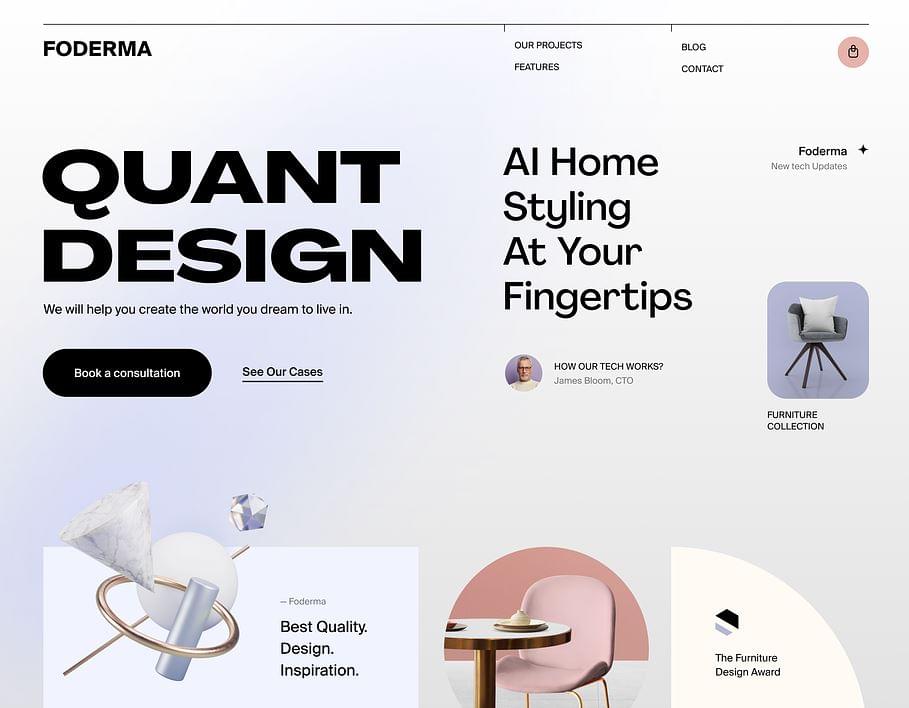 FODERMA
OUR PROJECTS
FEATURES
BLOG
CONTACT
QUANT
DESIGN
We will help you create the world you dream to live in.
Book a consultation
See Our Cases
AI Home
Styling
At Your
Fingertips
HOW OUR TECH WORKS?
James Bloom, CTO
Foderma
New tech Updates
FURNITURE
COLLECTION
— Foderma
Best Quality.
Design.
Inspiration.
The Furniture
Design Award